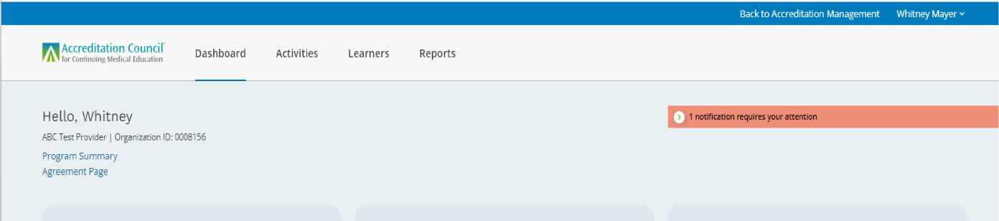 Back to Accreditation Management Whitney Mayer
Accreditation Council
for Continuing Medical Education
Dashboard Activities Learners Reports
Hello, Whitney
1 notification requires your attention
ABC Test Provider | Organization ID: 0008156
Program Summary
Agreement Page